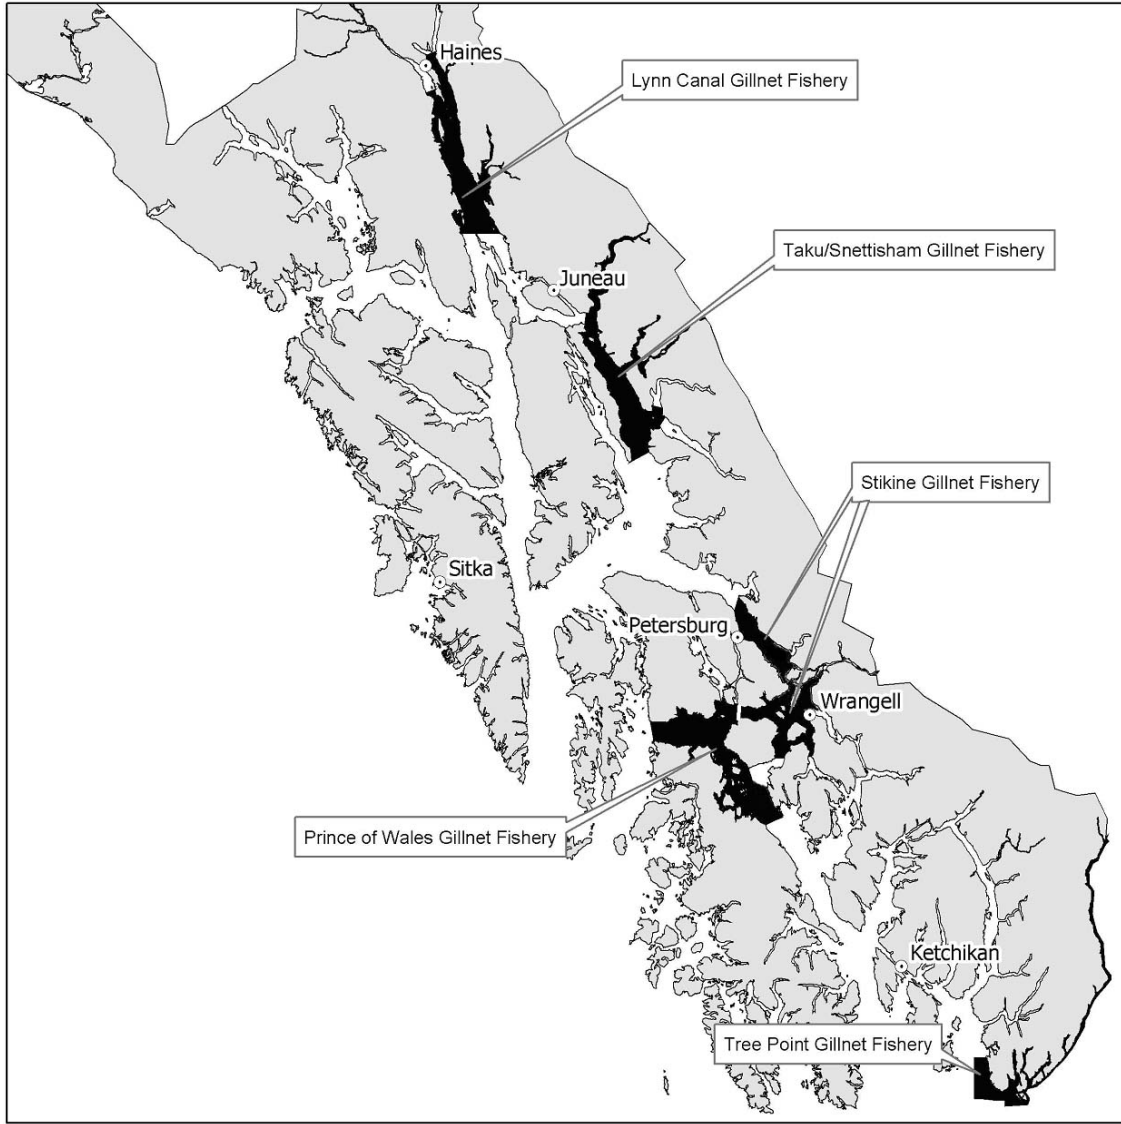 Haines
Lynn Canal Gillnet Fishery
Taku/Snettisham Gillnet Fishery
Juneau
Stikine Gillnet Fishery
Sitka
Petersburg
Wrangell
Prince of Wales Gillnet Fishery
Ketchikan
Tree Point Gillnet Fishery